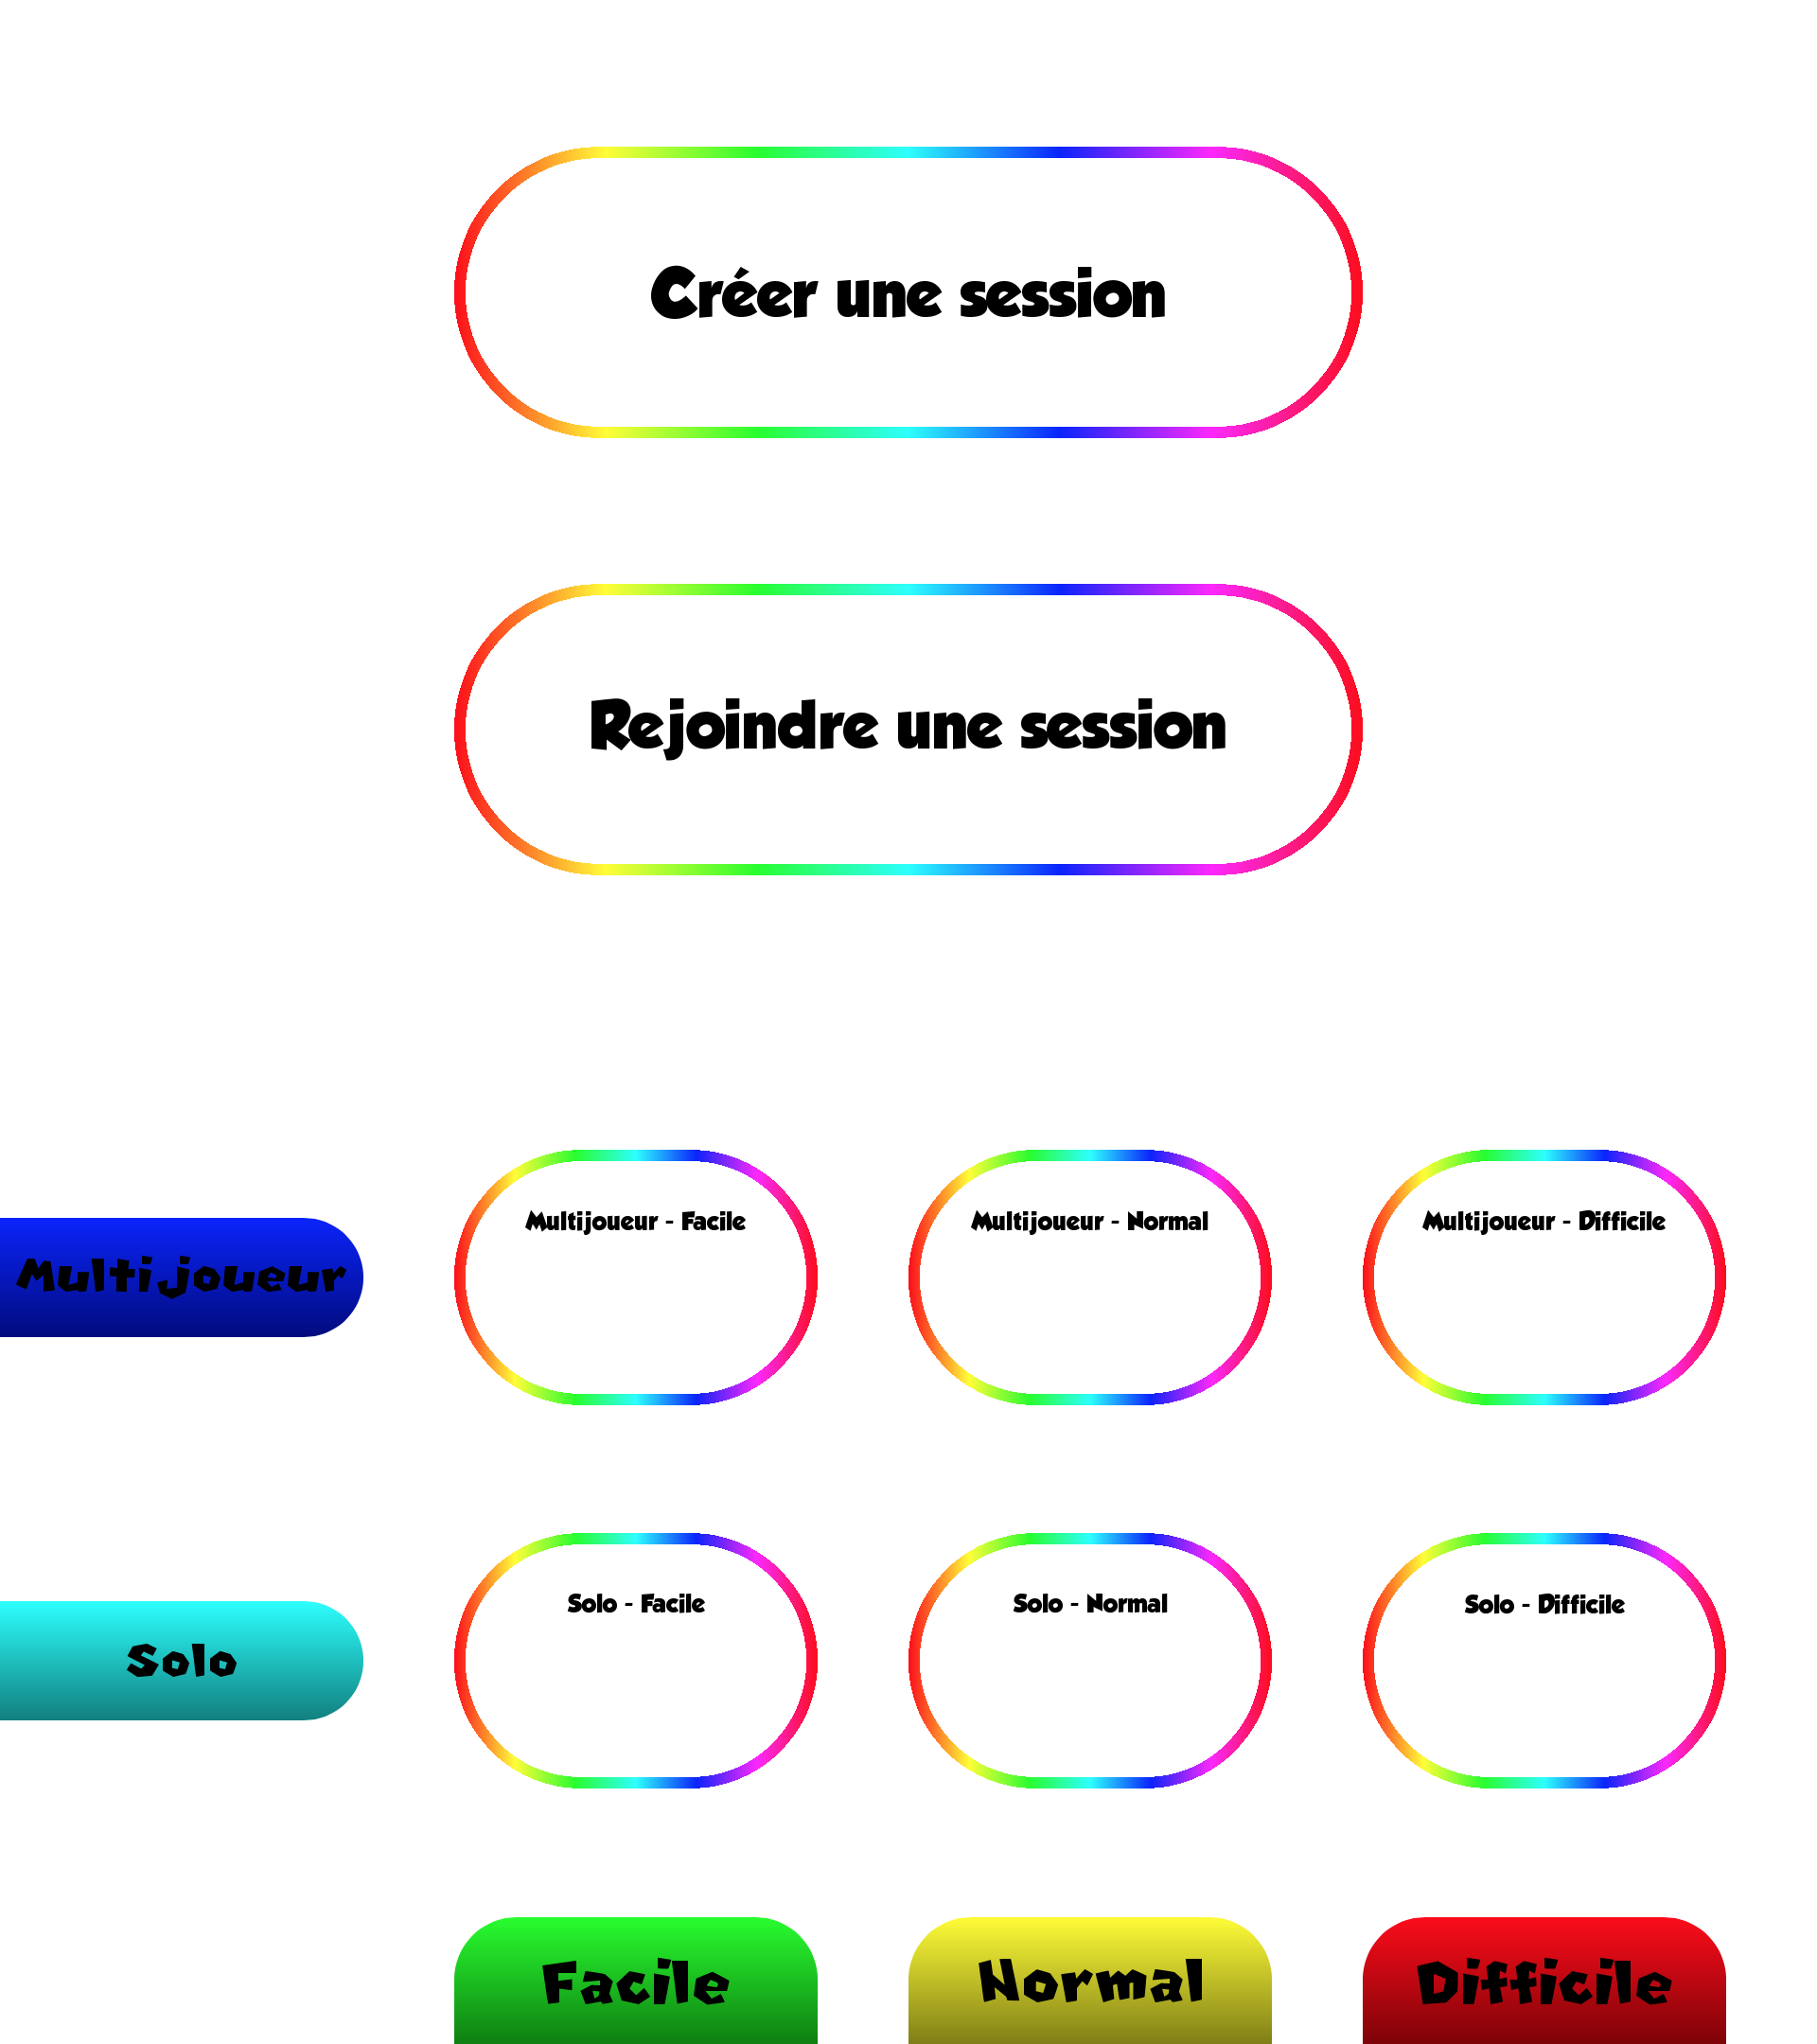 Créer une session
Rejoindre une session
Multijoueur
Multijoueur - Facile
Multijoueur - Normal
Multijoueur - Difficile
Solo
Solo - Facile
Solo - Normal
Solo - Difficile
Facile
Normal
Difficile